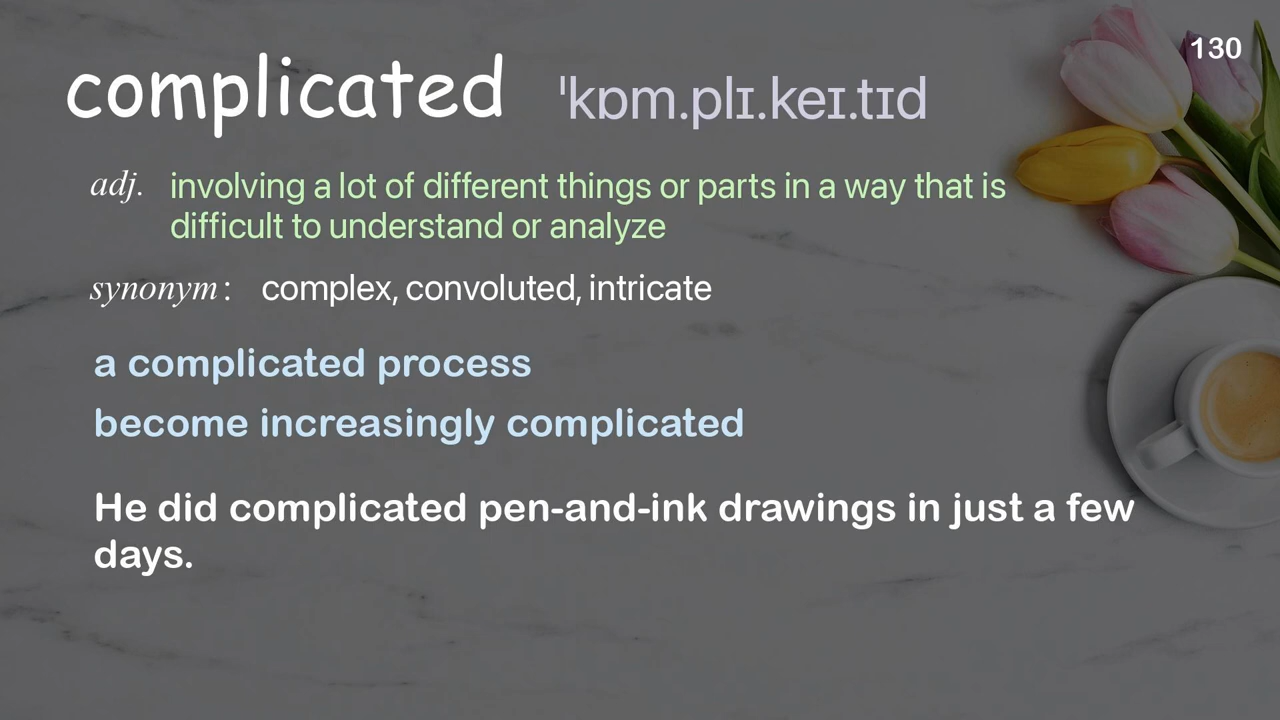 130
complicated ˈkɒm.plɪ.keɪ.tɪd
adj. involving a lot of different things or parts in a way that is
difficult to understand or analyze
synonym: complex, convoluted, intricate
a complicated process
become increasingly complicated
He did complicated pen-and-ink drawings in just a few
days.